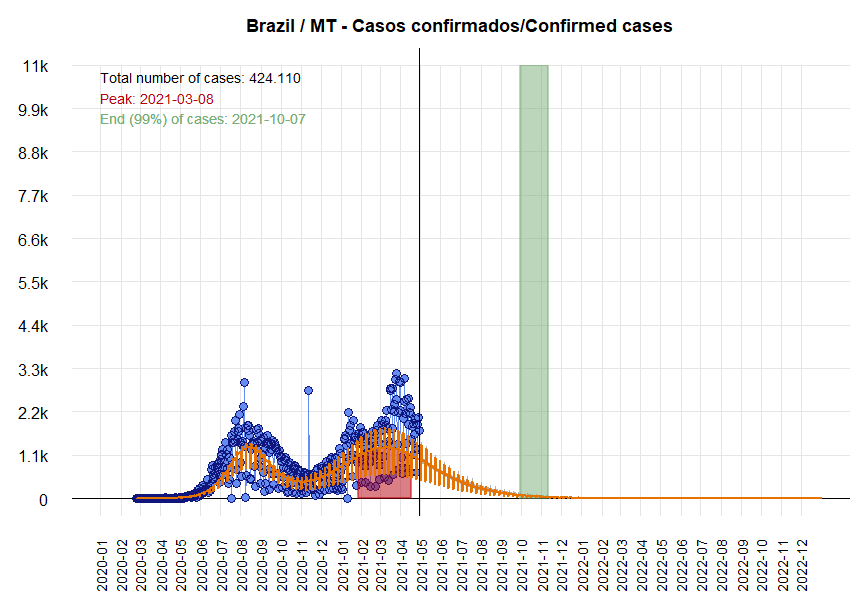 Brazil / MT - Casos confirmados/Confirmed cases
11k
Total number of cases: 424.110
Peak: 2021-03-08
9.9k
End (99%) of cases: 2021-10-07
8.8k
7.7k
6.6k
5.5k
4.4k
3.3k
2.2k
1.1k
0
2020-01
2020-02
2020-03
2020-04
2020-05
2020-06
2020-07
2020-08
2020-09
2020-10
2020-11
2020-12
2021-01
2021-02
2021-03
2021-04
2021-05
2021-06
2021-07
2021-08
2021-09
2021-10
2021-11
2021-12
2022-01
2022-02
2022-03
2022-04
2022-05
2022-06
2022-07
2022-08
2022-09
2022-10
2022-11
2022-12